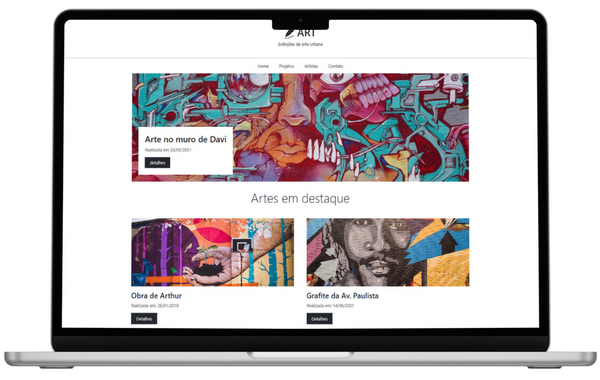 ART
Exibições de arte urbana
Home Projetos Artistas Contato
Arte no muro de Davi
Realizada em 20/05/2021
detalhes
Artes em destaque
Obra de Arthur
Realizada em: 28/01/2018
Detalhes
Grafite da Av. Paulista
Realizada em: 14/06/2021
Detalhes